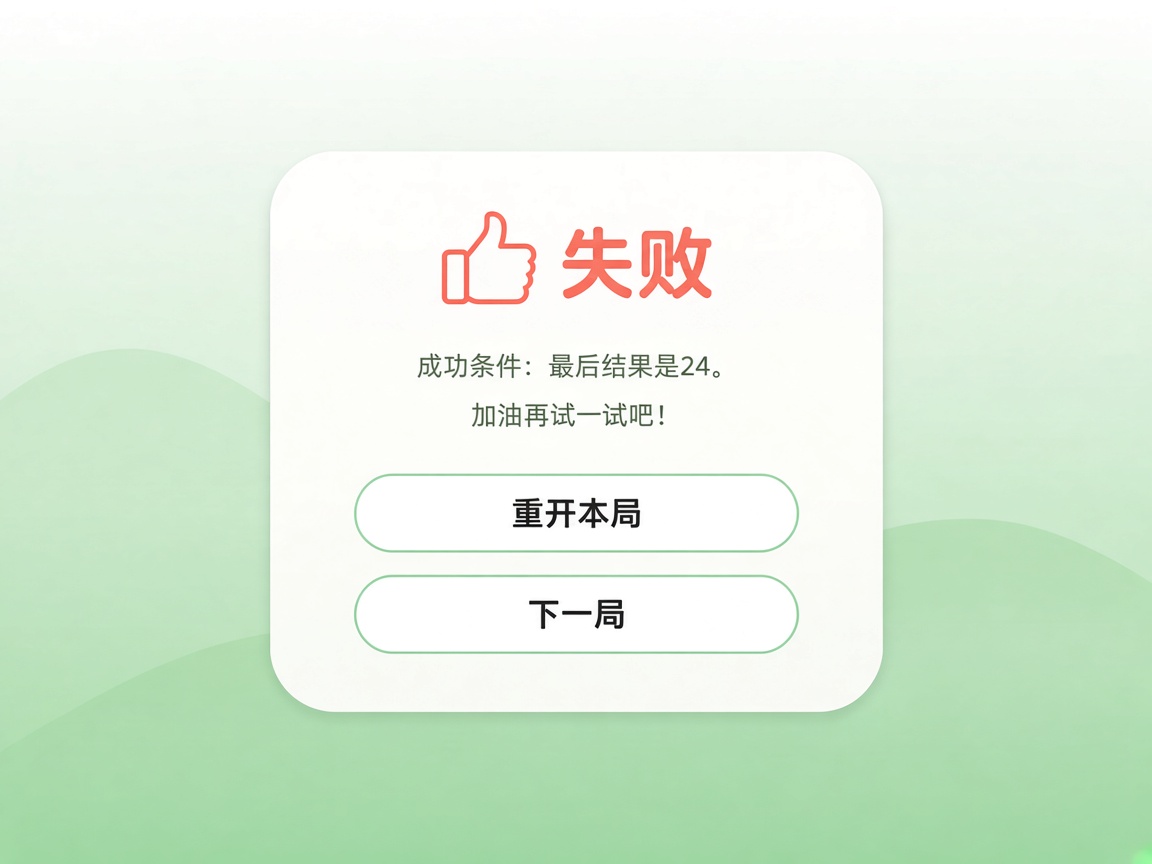 失败
成功条件：最后结果是24。
加油再试一试吧！
重开本局
下一局